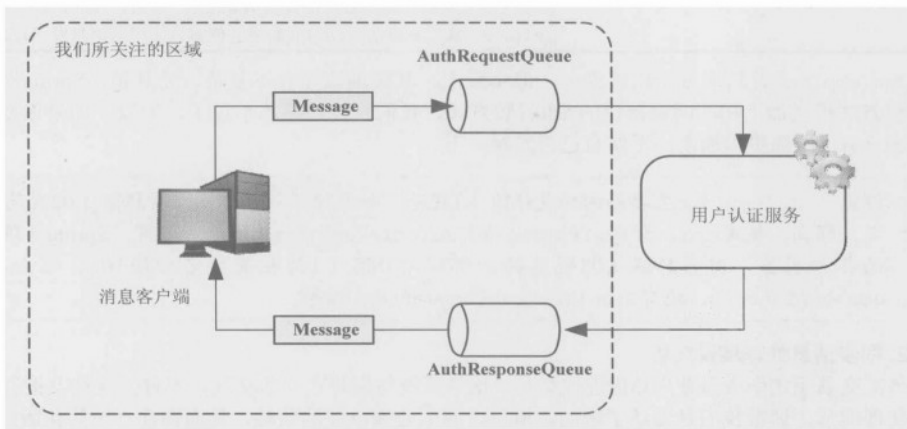 我们所关注的区域
AuthRequestQueue
Message
用户认证服务
消息客户端
Message
AuthResponseQueue